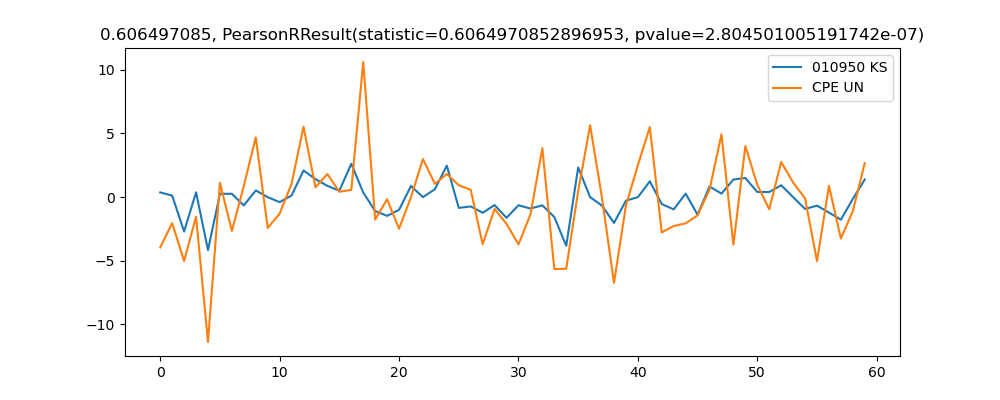 0.606497085, PearsonRResult(statistic=0.6064970852896953, pvalue=2.804501005191742e-07)
010950 KS
CPE UN
10
5
0
−5
−10
0 10 20 30 40 50 60